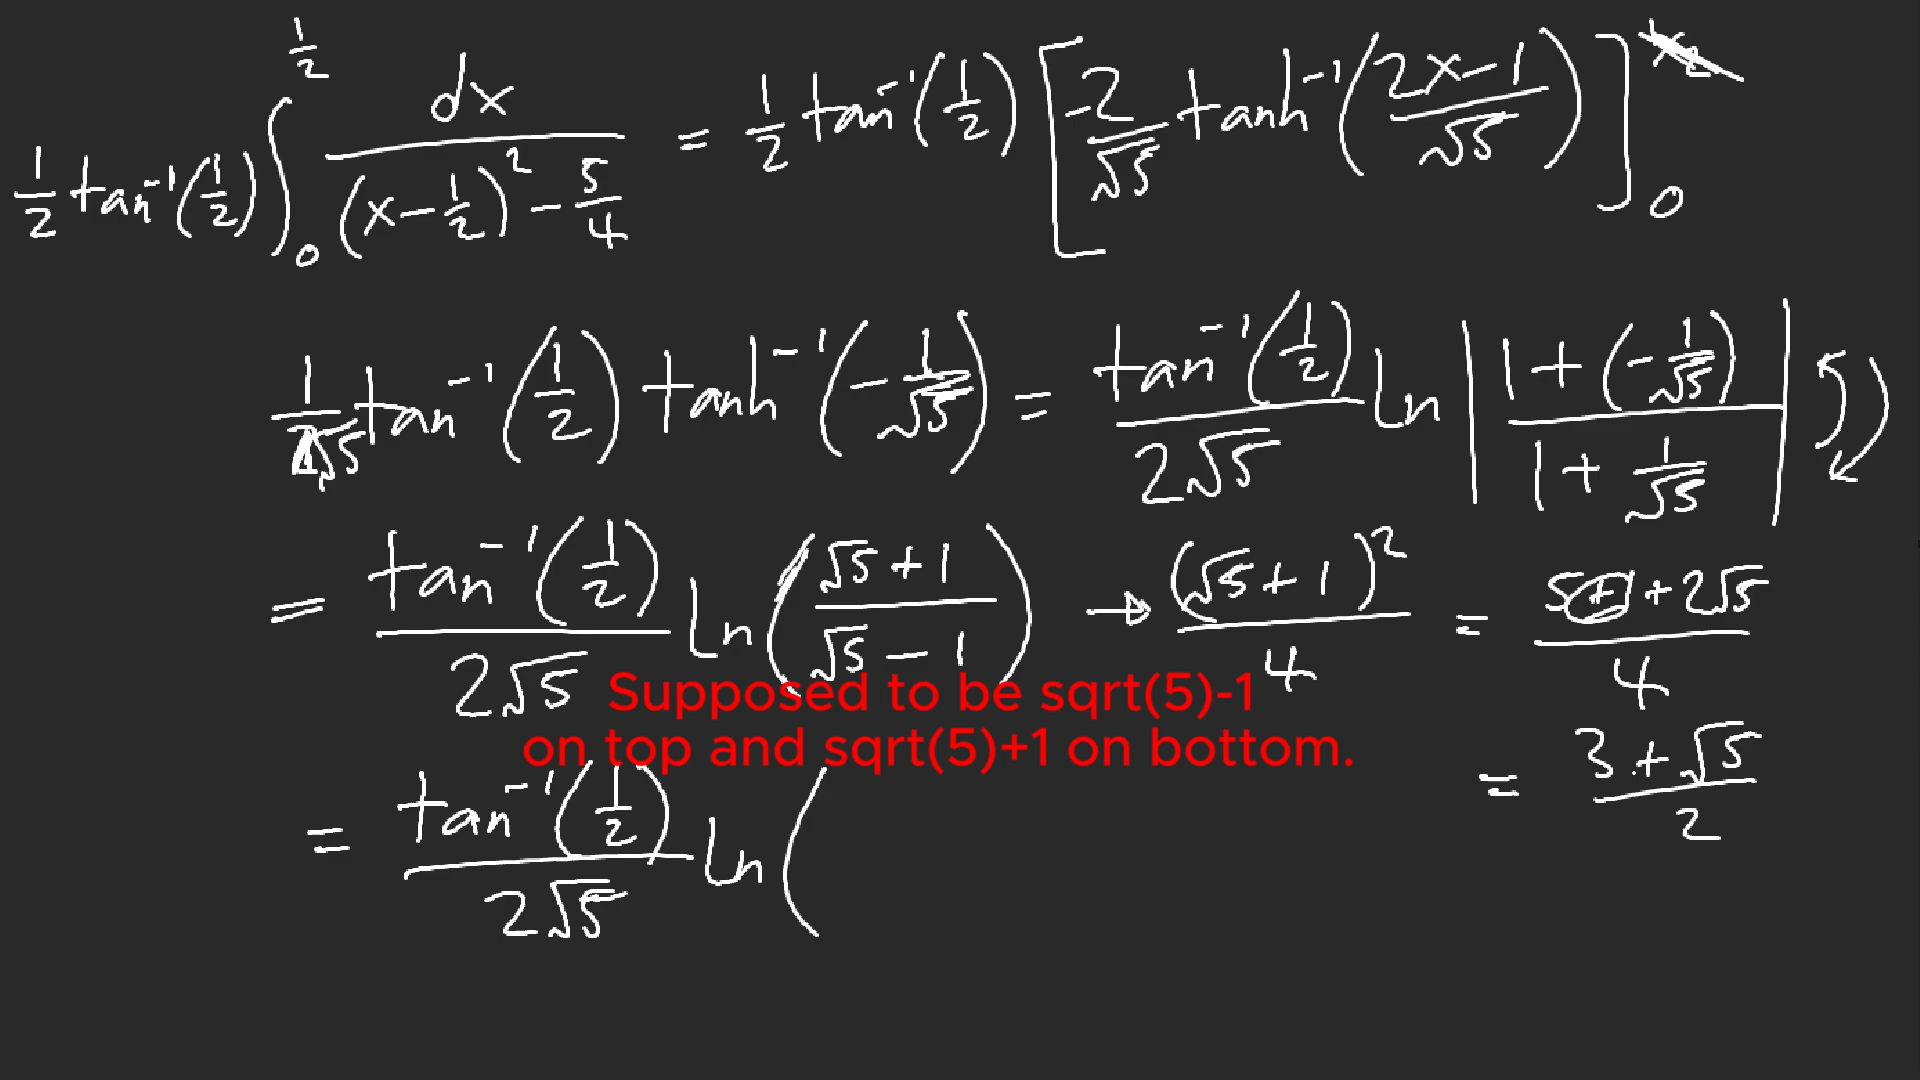 ½ tan⁻¹(½) ∫₀^½ dx / ((x−½)² − 5/4) = ½ tan⁻¹(½) [ −2/√5 tanh⁻¹((2x−1)/√5) ]₀
1/√5 tan⁻¹(½) tanh⁻¹(−1/√5) = tan⁻¹(½) / 2√5 ln | (1+(−1/√5)) / (1+1/√5) |
= tan⁻¹(½) / 2√5 ln( (√5+1) / (√5−1) ) → (√5+1)² / 4 = (5+1+2√5) / 4
Supposed to be sqrt(5)-1
on top and sqrt(5)+1 on bottom.
= (3+√5) / 2
= tan⁻¹(½) / 2√5 ln(